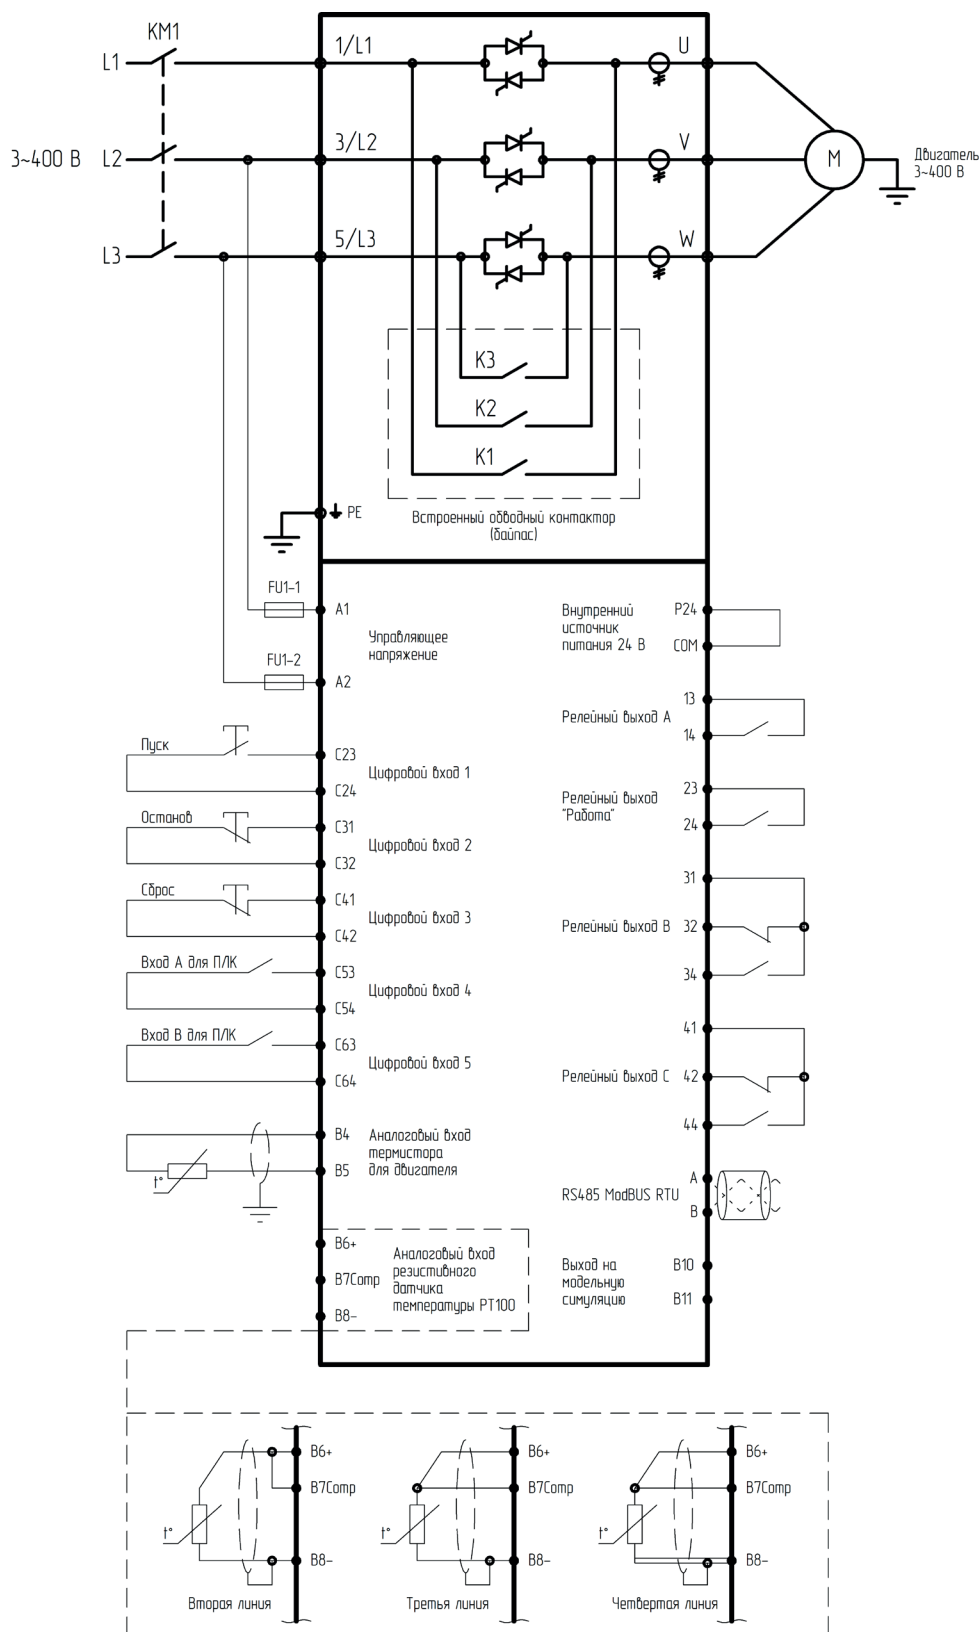 KM1
L1
1/L1
U
3~400 В
L2
3/L2
V
M
Двигатель
3~400 В
L3
5/L3
W
K3
K2
K1
PE
Встроенный обводный контактор
(байпас)
FU1-1
A1
Управляющее
напряжение
FU1-2
A2
Внутренний
источник
питания 24 В
P24
COM
Релейный выход А
13
14
Пуск
C23
C24
Цифровой вход 1
Релейный выход
"Работа"
23
24
Останов
C31
C32
Цифровой вход 2
Сброс
C41
C42
Цифровой вход 3
Релейный выход В
31
32
34
Вход А для П/ЛК
C53
C54
Цифровой вход 4
Вход В для П/ЛК
C63
C64
Цифровой вход 5
Релейный выход С
41
42
44
t°
B4
B5
Аналоговый вход
термистора
для двигателя
RS485 ModBUS RTU
A
B
B6+
B7Comp
B8-
Аналоговый вход
резистивного
датчика
температуры PT100
Выход на
модельную
симуляцию
B10
B11
B6+
B7Comp
t°
B8-
Вторая линия
B6+
B7Comp
t°
B8-
Третья линия
B6+
B7Comp
t°
B8-
Четвертая линия